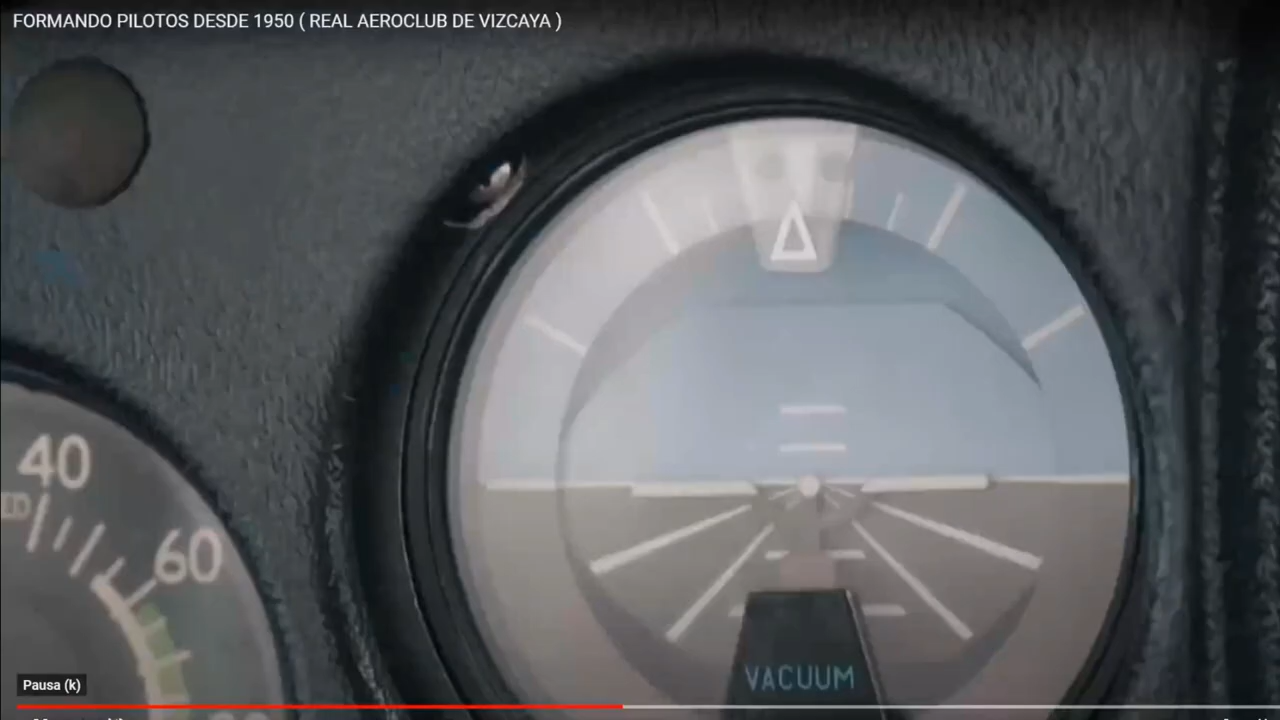 FORMANDO PILOTOS DESDE 1950 ( REAL AEROCLUB DE VIZCAYA )
40
60
VACUUM
Pausa (k)